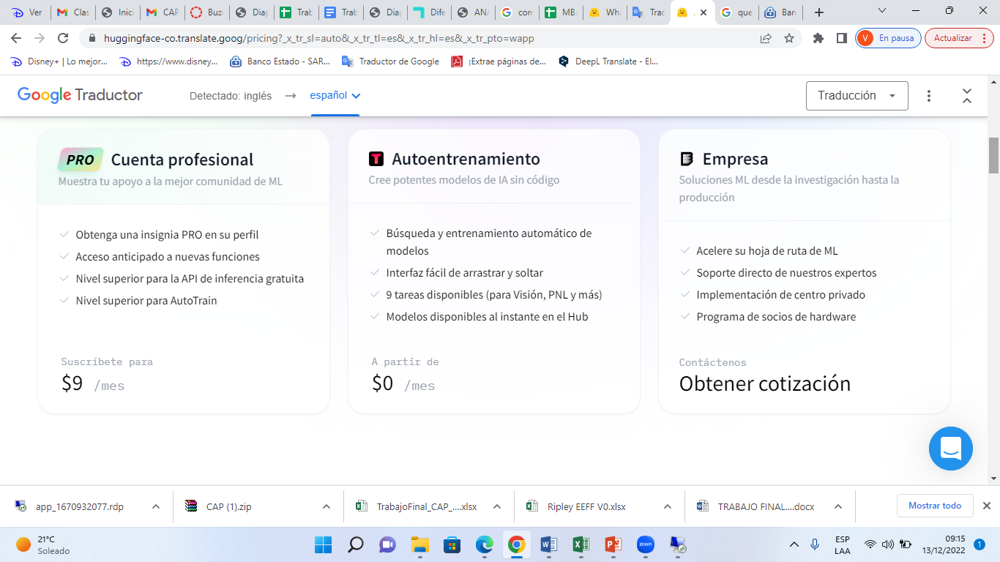 Ver
Clas
Inici
CAP
Buz
Diap
Trab
Trab
Diap
Dife
ANA
con
MBA
Wha
Trac
que
Ban
huggingface-co.translate.goog/pricing?_x_tr_sl=auto&_x_tr_tl=es&_x_tr_hl=es&_x_tr_pto=wapp
V En pausa
Actualizar
Disney+ | Lo mejor...
https://www.disney...
Banco Estado - SAR...
Traductor de Google
¡Extrae páginas de...
DeepL Translate - El...
Google Traductor
Detectado: inglés → español
Traducción
PRO Cuenta profesional
Muestra tu apoyo a la mejor comunidad de ML
Obtenga una insignia PRO en su perfil
Acceso anticipado a nuevas funciones
Nivel superior para la API de inferencia gratuita
Nivel superior para AutoTrain
Suscríbete para
$9 /mes
Autoentrenamiento
Cree potentes modelos de IA sin código
Búsqueda y entrenamiento automático de
modelos
Interfaz fácil de arrastrar y soltar
9 tareas disponibles (para Visión, PNL y más)
Modelos disponibles al instante en el Hub
A partir de
$0 /mes
Empresa
Soluciones ML desde la investigación hasta la
producción
Acelere su hoja de ruta de ML
Soporte directo de nuestros expertos
Implementación de centro privado
Programa de socios de hardware
Contáctenos
Obtener cotización
app_1670932077.rdp
CAP (1).zip
TrabajoFinal_CAP_....xlsx
Ripley EEFF V0.xlsx
TRABAJO FINAL....docx
Mostrar todo
21°C
Soleado
zoom
ESP
LAA
09:15
13/12/2022
1